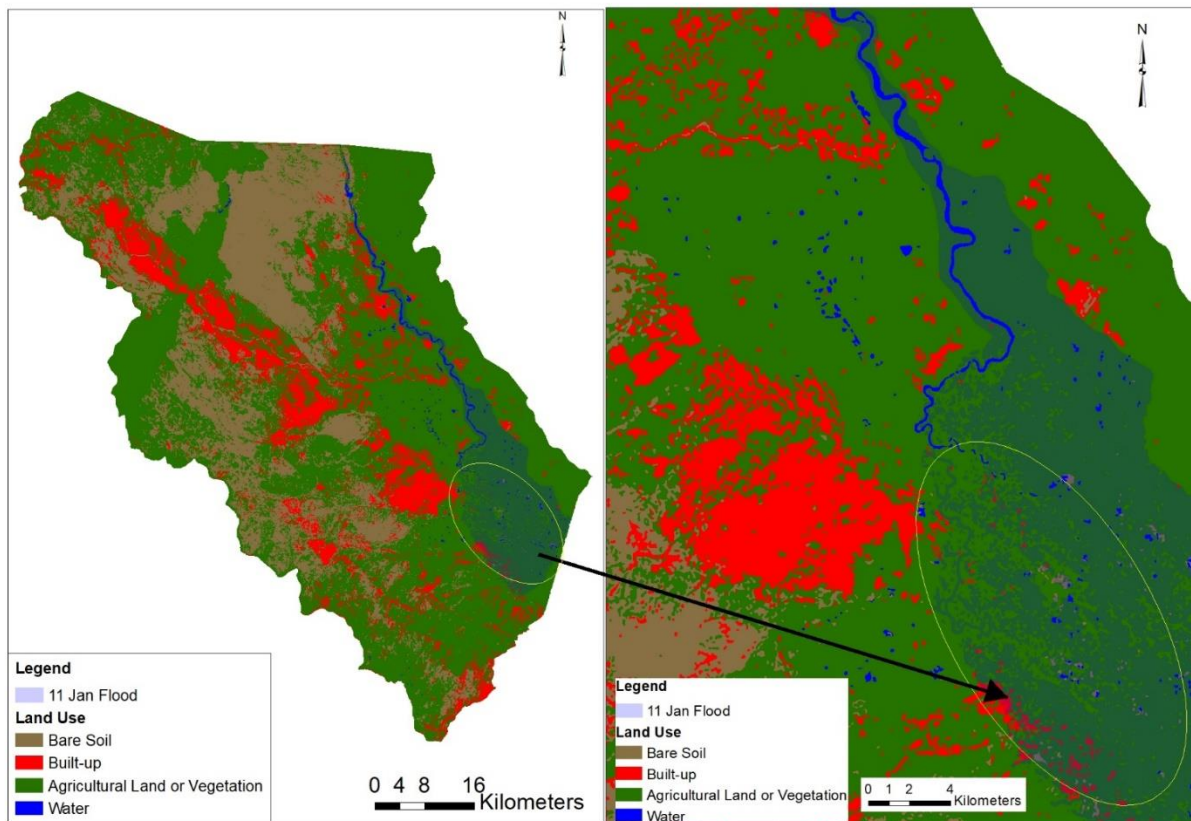 N
Legend
11 Jan Flood
Land Use
Bare Soil
Built-up
Agricultural Land or Vegetation
Water
0 4 8 16
Kilometers
N
Legend
11 Jan Flood
Land Use
Bare Soil
Built-up
Agricultural Land or Vegetation
Water
0 1 2 4
Kilometers